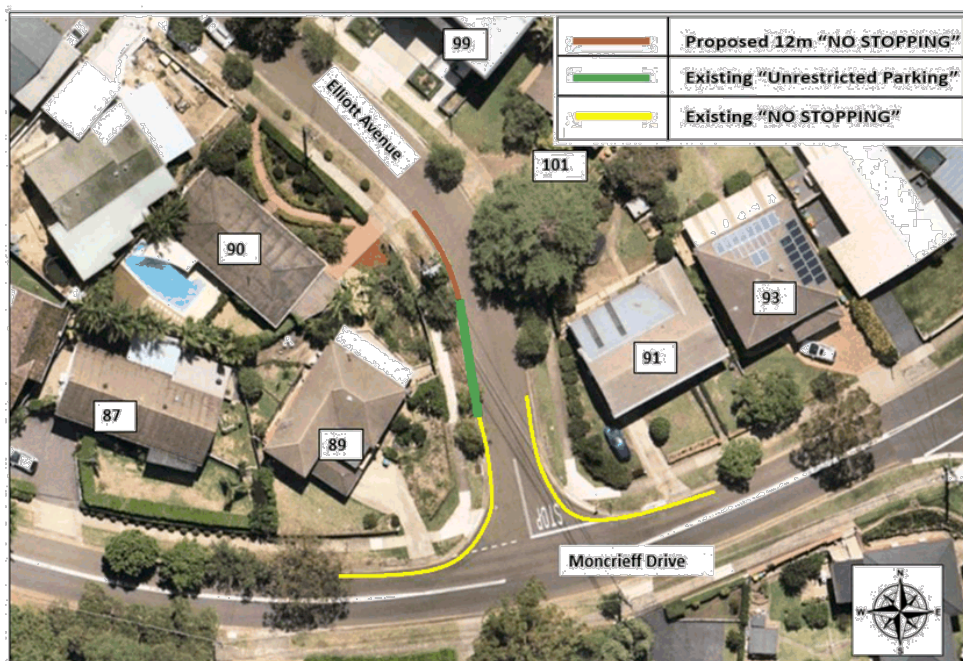 99
Proposed 12m “NO STOPPING”
Existing “Unrestricted Parking”
Existing “NO STOPPING”
Elliott Avenue
101
90
93
91
87
89
STOP
Moncrieff Drive
N
W E
S